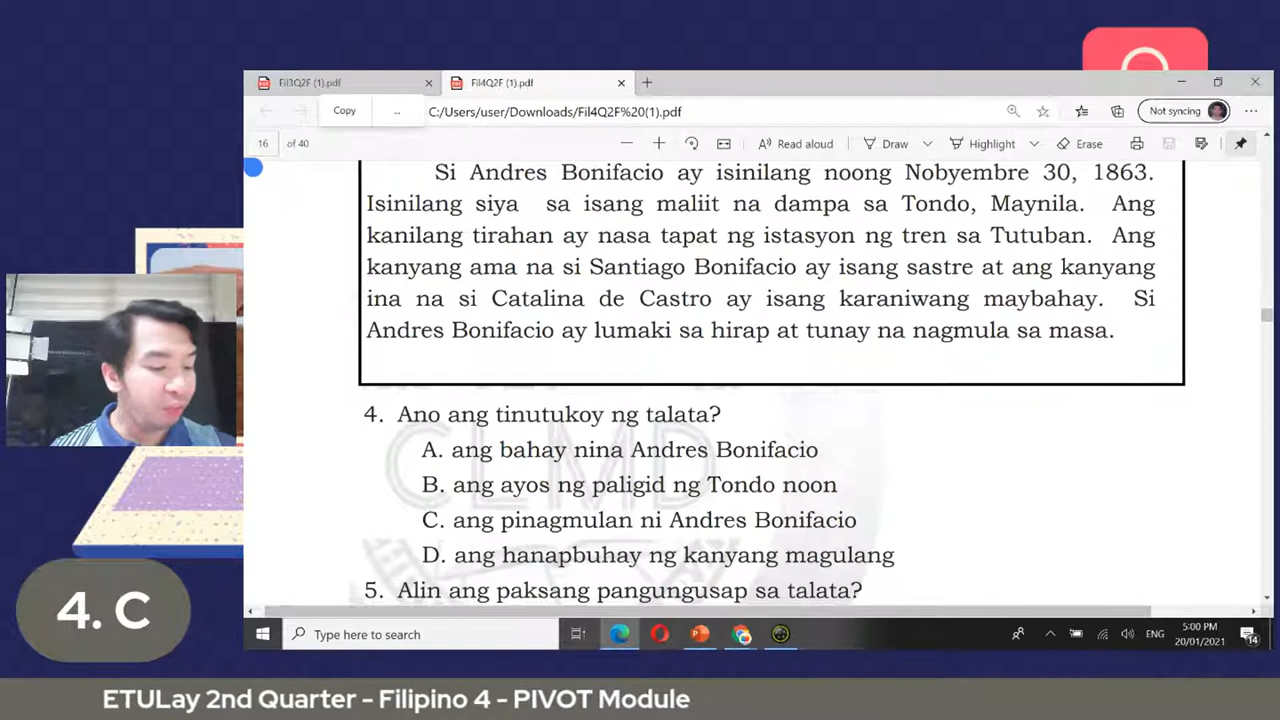 Fil3Q2F (1).pdf
Fil4Q2F (1).pdf
Copy
...
C:/Users/user/Downloads/Fil4Q2F%20(1).pdf
Not syncing
16 of 40
Read aloud
Draw
Highlight
Erase
Si Andres Bonifacio ay isinilang noong Nobyembre 30, 1863.
Isinilang siya sa isang maliit na dampa sa Tondo, Maynila. Ang
kanilang tirahan ay nasa tapat ng istasyon ng tren sa Tutuban. Ang
kanyang ama na si Santiago Bonifacio ay isang sastre at ang kanyang
ina na si Catalina de Castro ay isang karaniwang maybahay. Si
Andres Bonifacio ay lumaki sa hirap at tunay na nagmula sa masa.
CLMD
4. Ano ang tinutukoy ng talata?
A. ang bahay nina Andres Bonifacio
B. ang ayos ng paligid ng Tondo noon
C. ang pinagmulan ni Andres Bonifacio
D. ang hanapbuhay ng kanyang magulang
5. Alin ang paksang pangungusap sa talata?
4. C
Type here to search
ENG
5:00 PM
20/01/2021
14
ETULay 2nd Quarter - Filipino 4 - PIVOT Module